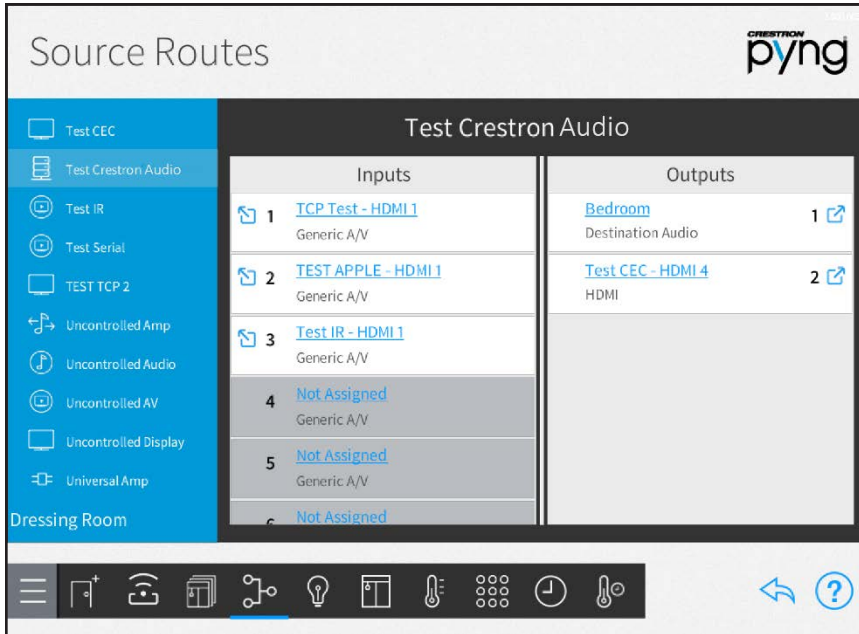 Source Routes
CRESTRON
pyng
Test CEC
Test Crestron Audio
Test IR
Test Serial
TEST TCP 2
Uncontrolled Amp
Uncontrolled Audio
Uncontrolled AV
Uncontrolled Display
Universal Amp
Dressing Room
Test Crestron Audio
Inputs
1 TCP Test - HDMI 1
Generic A/V
2 TEST APPLE - HDMI 1
Generic A/V
3 Test IR - HDMI 1
Generic A/V
4 Not Assigned
Generic A/V
5 Not Assigned
Generic A/V
Not Assigned
Outputs
Bedroom 1
Destination Audio
Test CEC - HDMI 4 2
HDMI
?